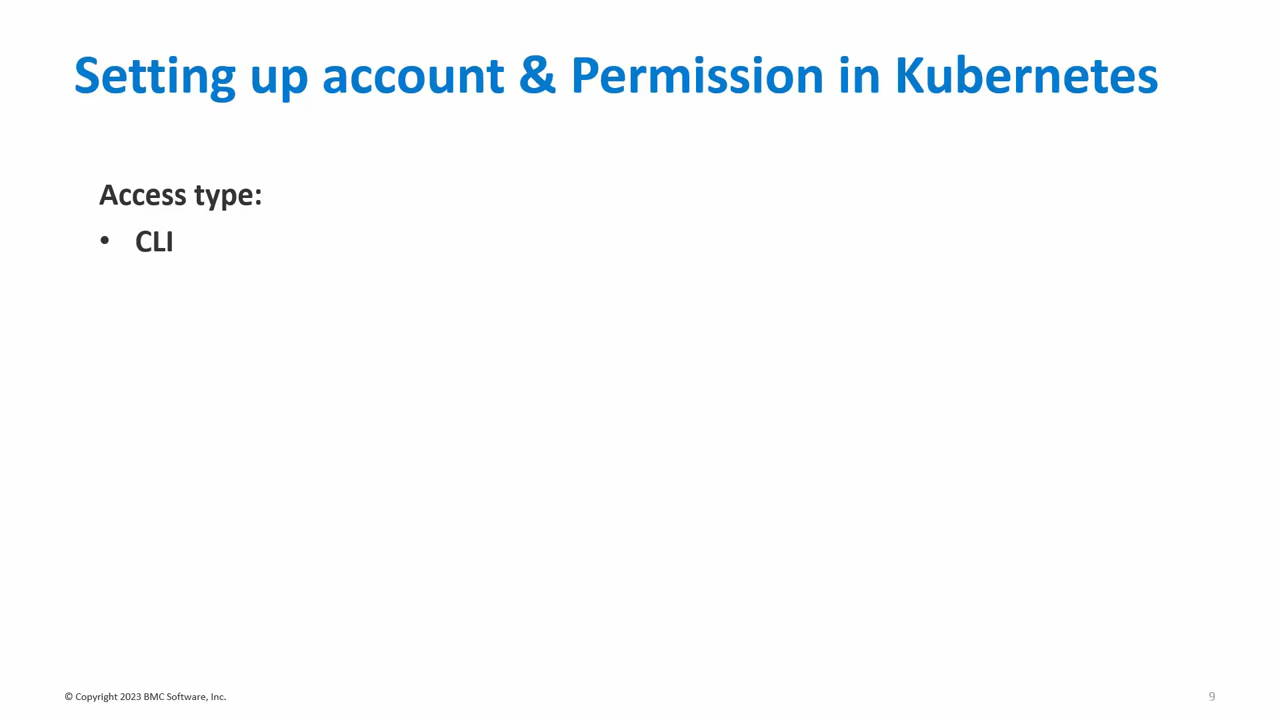 Setting up account & Permission in Kubernetes
Access type:
• CLI
© Copyright 2023 BMC Software, Inc.
9